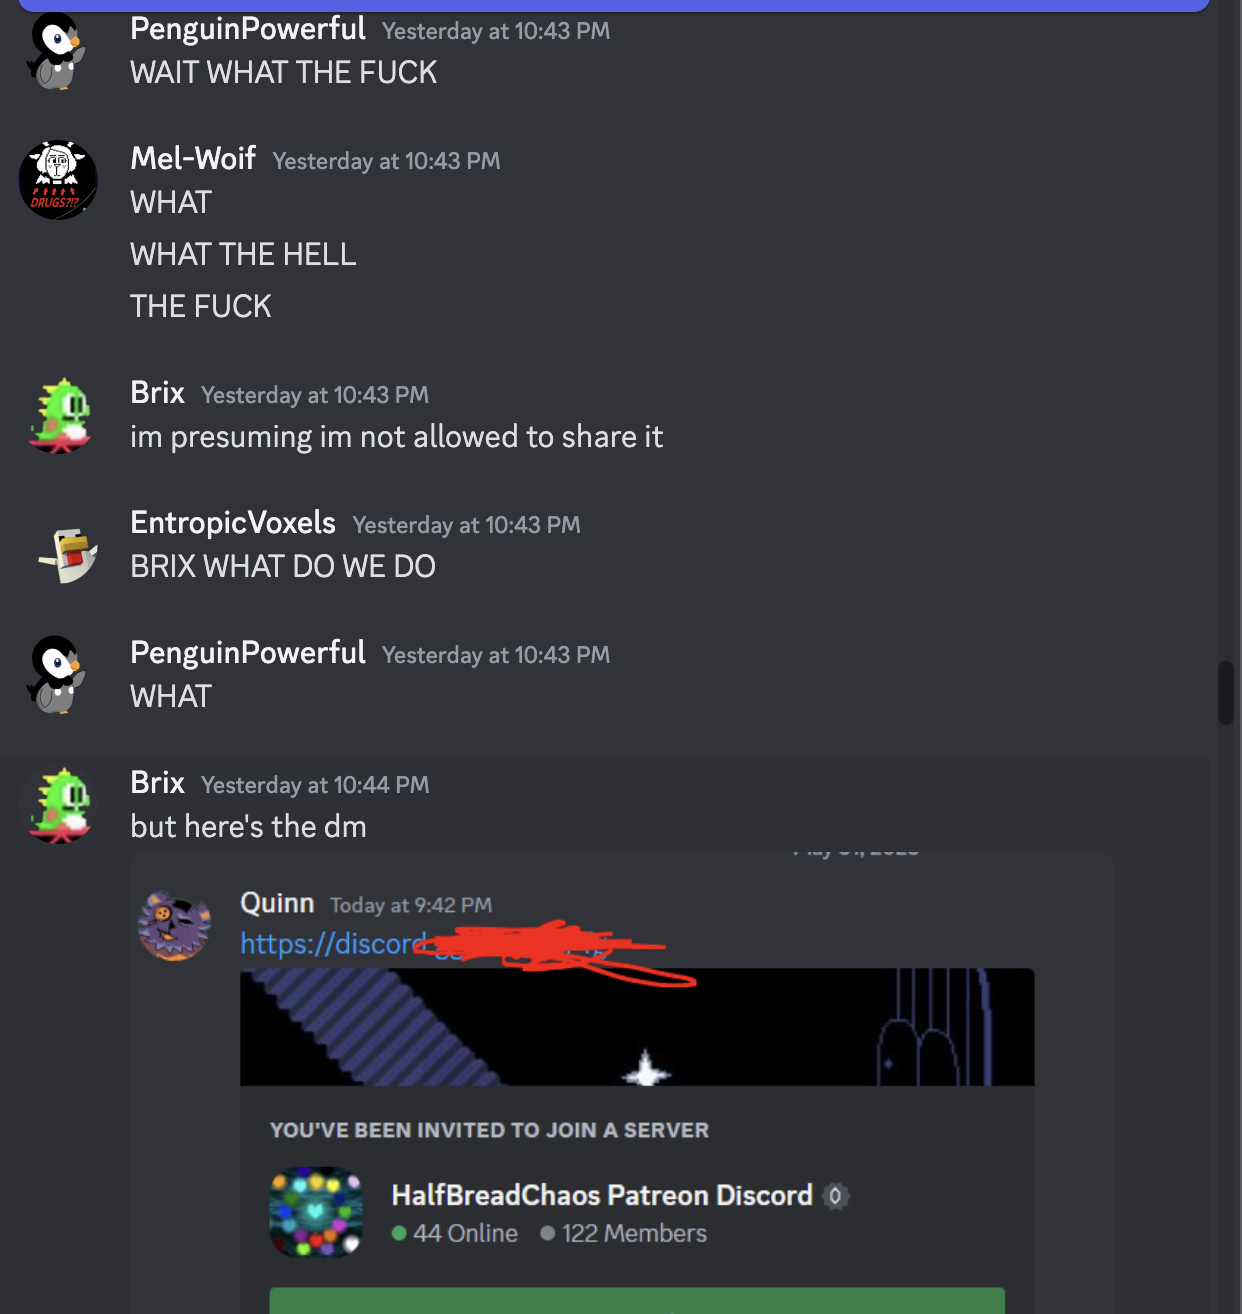 PenguinPowerful Yesterday at 10:43 PM
WAIT WHAT THE FUCK
Mel-Woif Yesterday at 10:43 PM
WHAT
DRUGS?!?
WHAT THE HELL
THE FUCK
Brix Yesterday at 10:43 PM
im presuming im not allowed to share it
EntropicVoxels Yesterday at 10:43 PM
BRIX WHAT DO WE DO
PenguinPowerful Yesterday at 10:43 PM
WHAT
Brix Yesterday at 10:44 PM
but here's the dm
Quinn Today at 9:42 PM
https://discord
YOU'VE BEEN INVITED TO JOIN A SERVER
HalfBreadChaos Patreon Discord
44 Online 122 Members